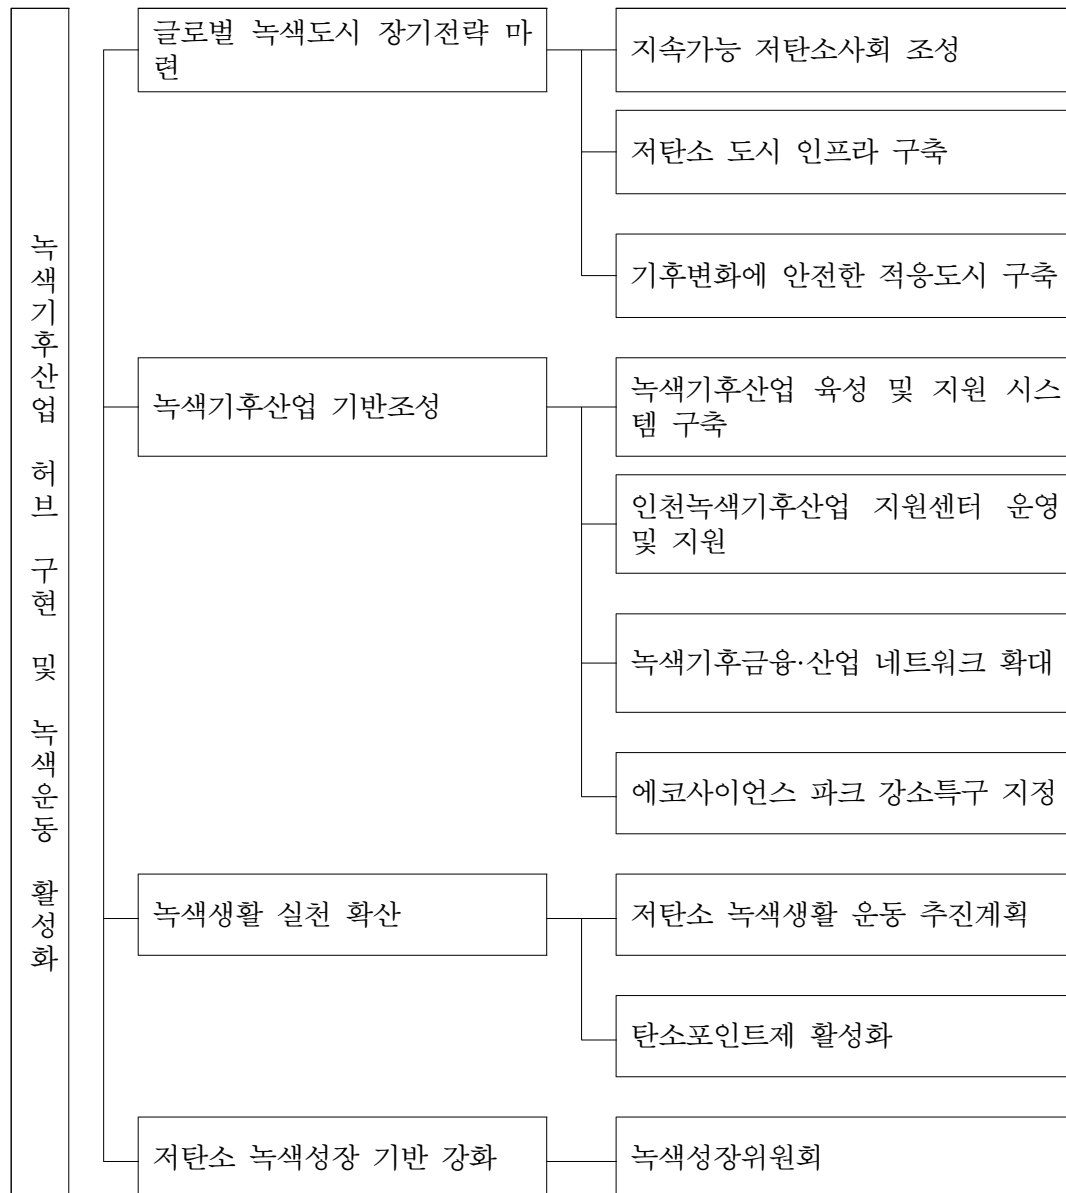 녹색기후산업 허브 구현 및 녹색운동 활성화
글로벌 녹색도시 장기전략 마
련
지속가능 저탄소사회 조성
저탄소 도시 인프라 구축
기후변화에 안전한 적응도시 구축
녹색기후산업 기반조성
녹색기후산업 육성 및 지원 시스
템 구축
인천녹색기후산업 지원센터 운영
및 지원
녹색기후금융·산업 네트워크 확대
에코사이언스 파크 강소특구 지정
녹색생활 실천 확산
저탄소 녹색생활 운동 추진계획
탄소포인트제 활성화
저탄소 녹색성장 기반 강화
녹색성장위원회